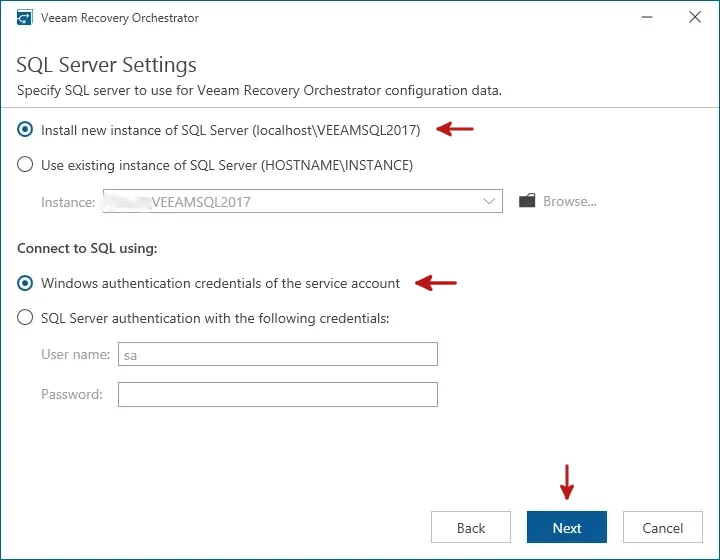 Veeam Recovery Orchestrator
SQL Server Settings
Specify SQL server to use for Veeam Recovery Orchestrator configuration data.
Install new instance of SQL Server (localhost\VEEAMSQL2017)
Use existing instance of SQL Server (HOSTNAME\INSTANCE)
Instance: \VEEAMSQL2017 Browse...
Connect to SQL using:
Windows authentication credentials of the service account
SQL Server authentication with the following credentials:
User name: sa
Password:
Back Next Cancel